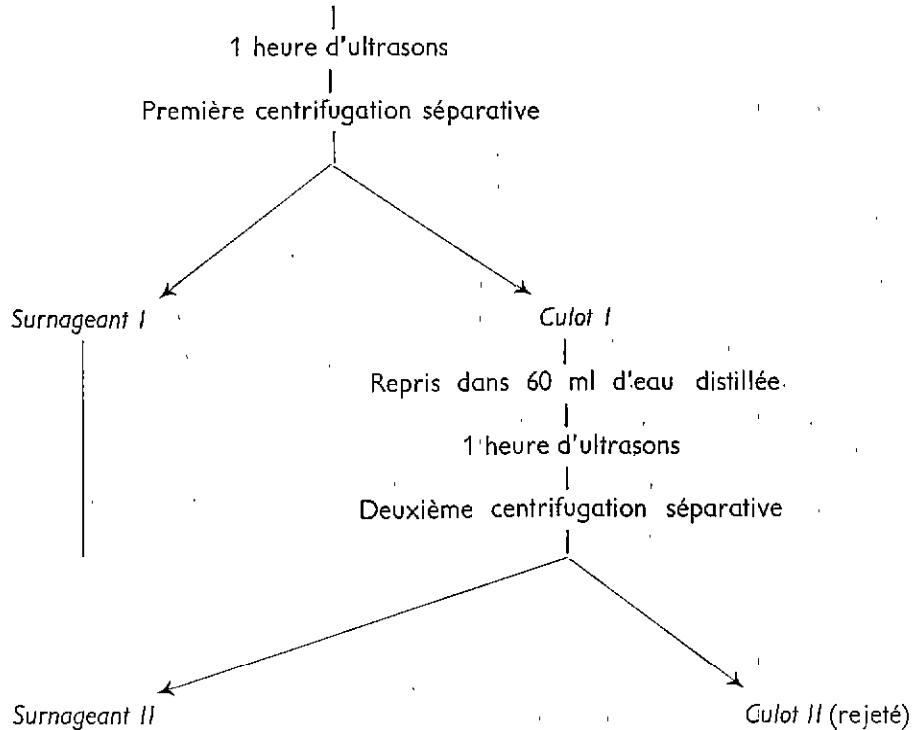 1 heure d'ultrasons
Première centrifugation séparative
Surnageant I
Culot I
Repris dans 60 ml d'eau distillée
1 heure d'ultrasons
Deuxième centrifugation séparative
Surnageant II
Culot II (rejeté)